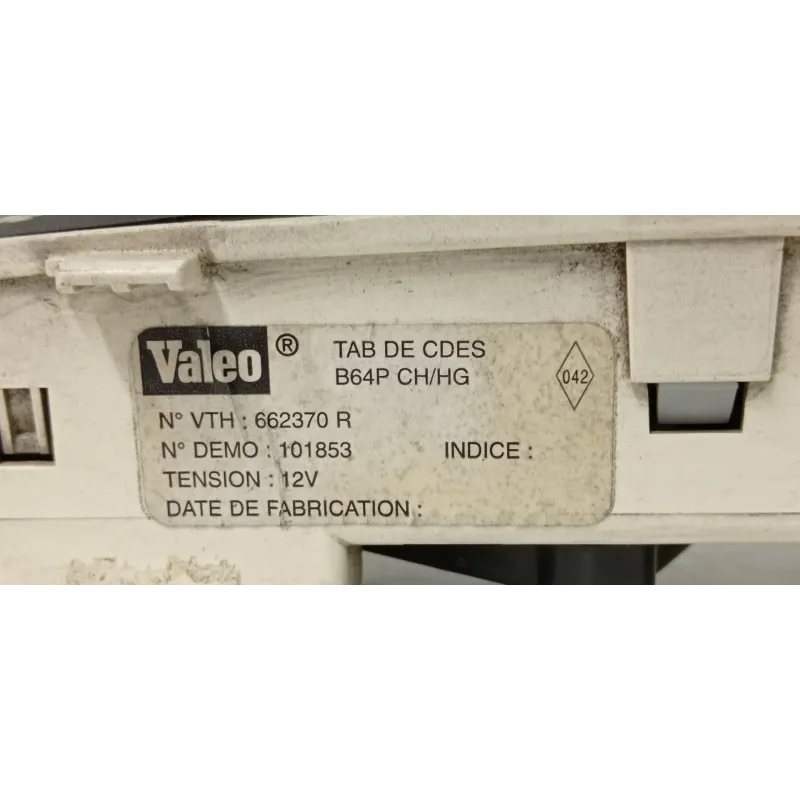 Valeo ® TAB DE CDES
B64P CH/HG
042
N° VTH : 662370 R
N° DEMO : 101853 INDICE :
TENSION : 12V
DATE DE FABRICATION :